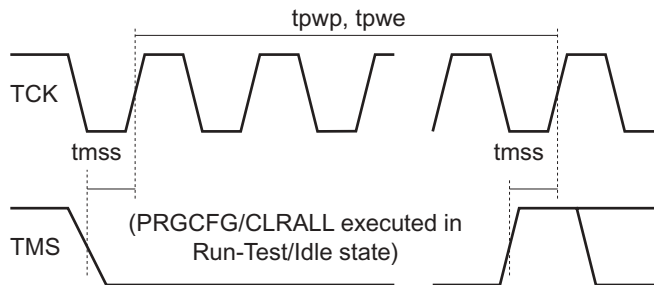 tpwp, tpwe
TCK
tmss
tmss
(PRGCFG/CLRALL executed in
Run-Test/Idle state)
TMS